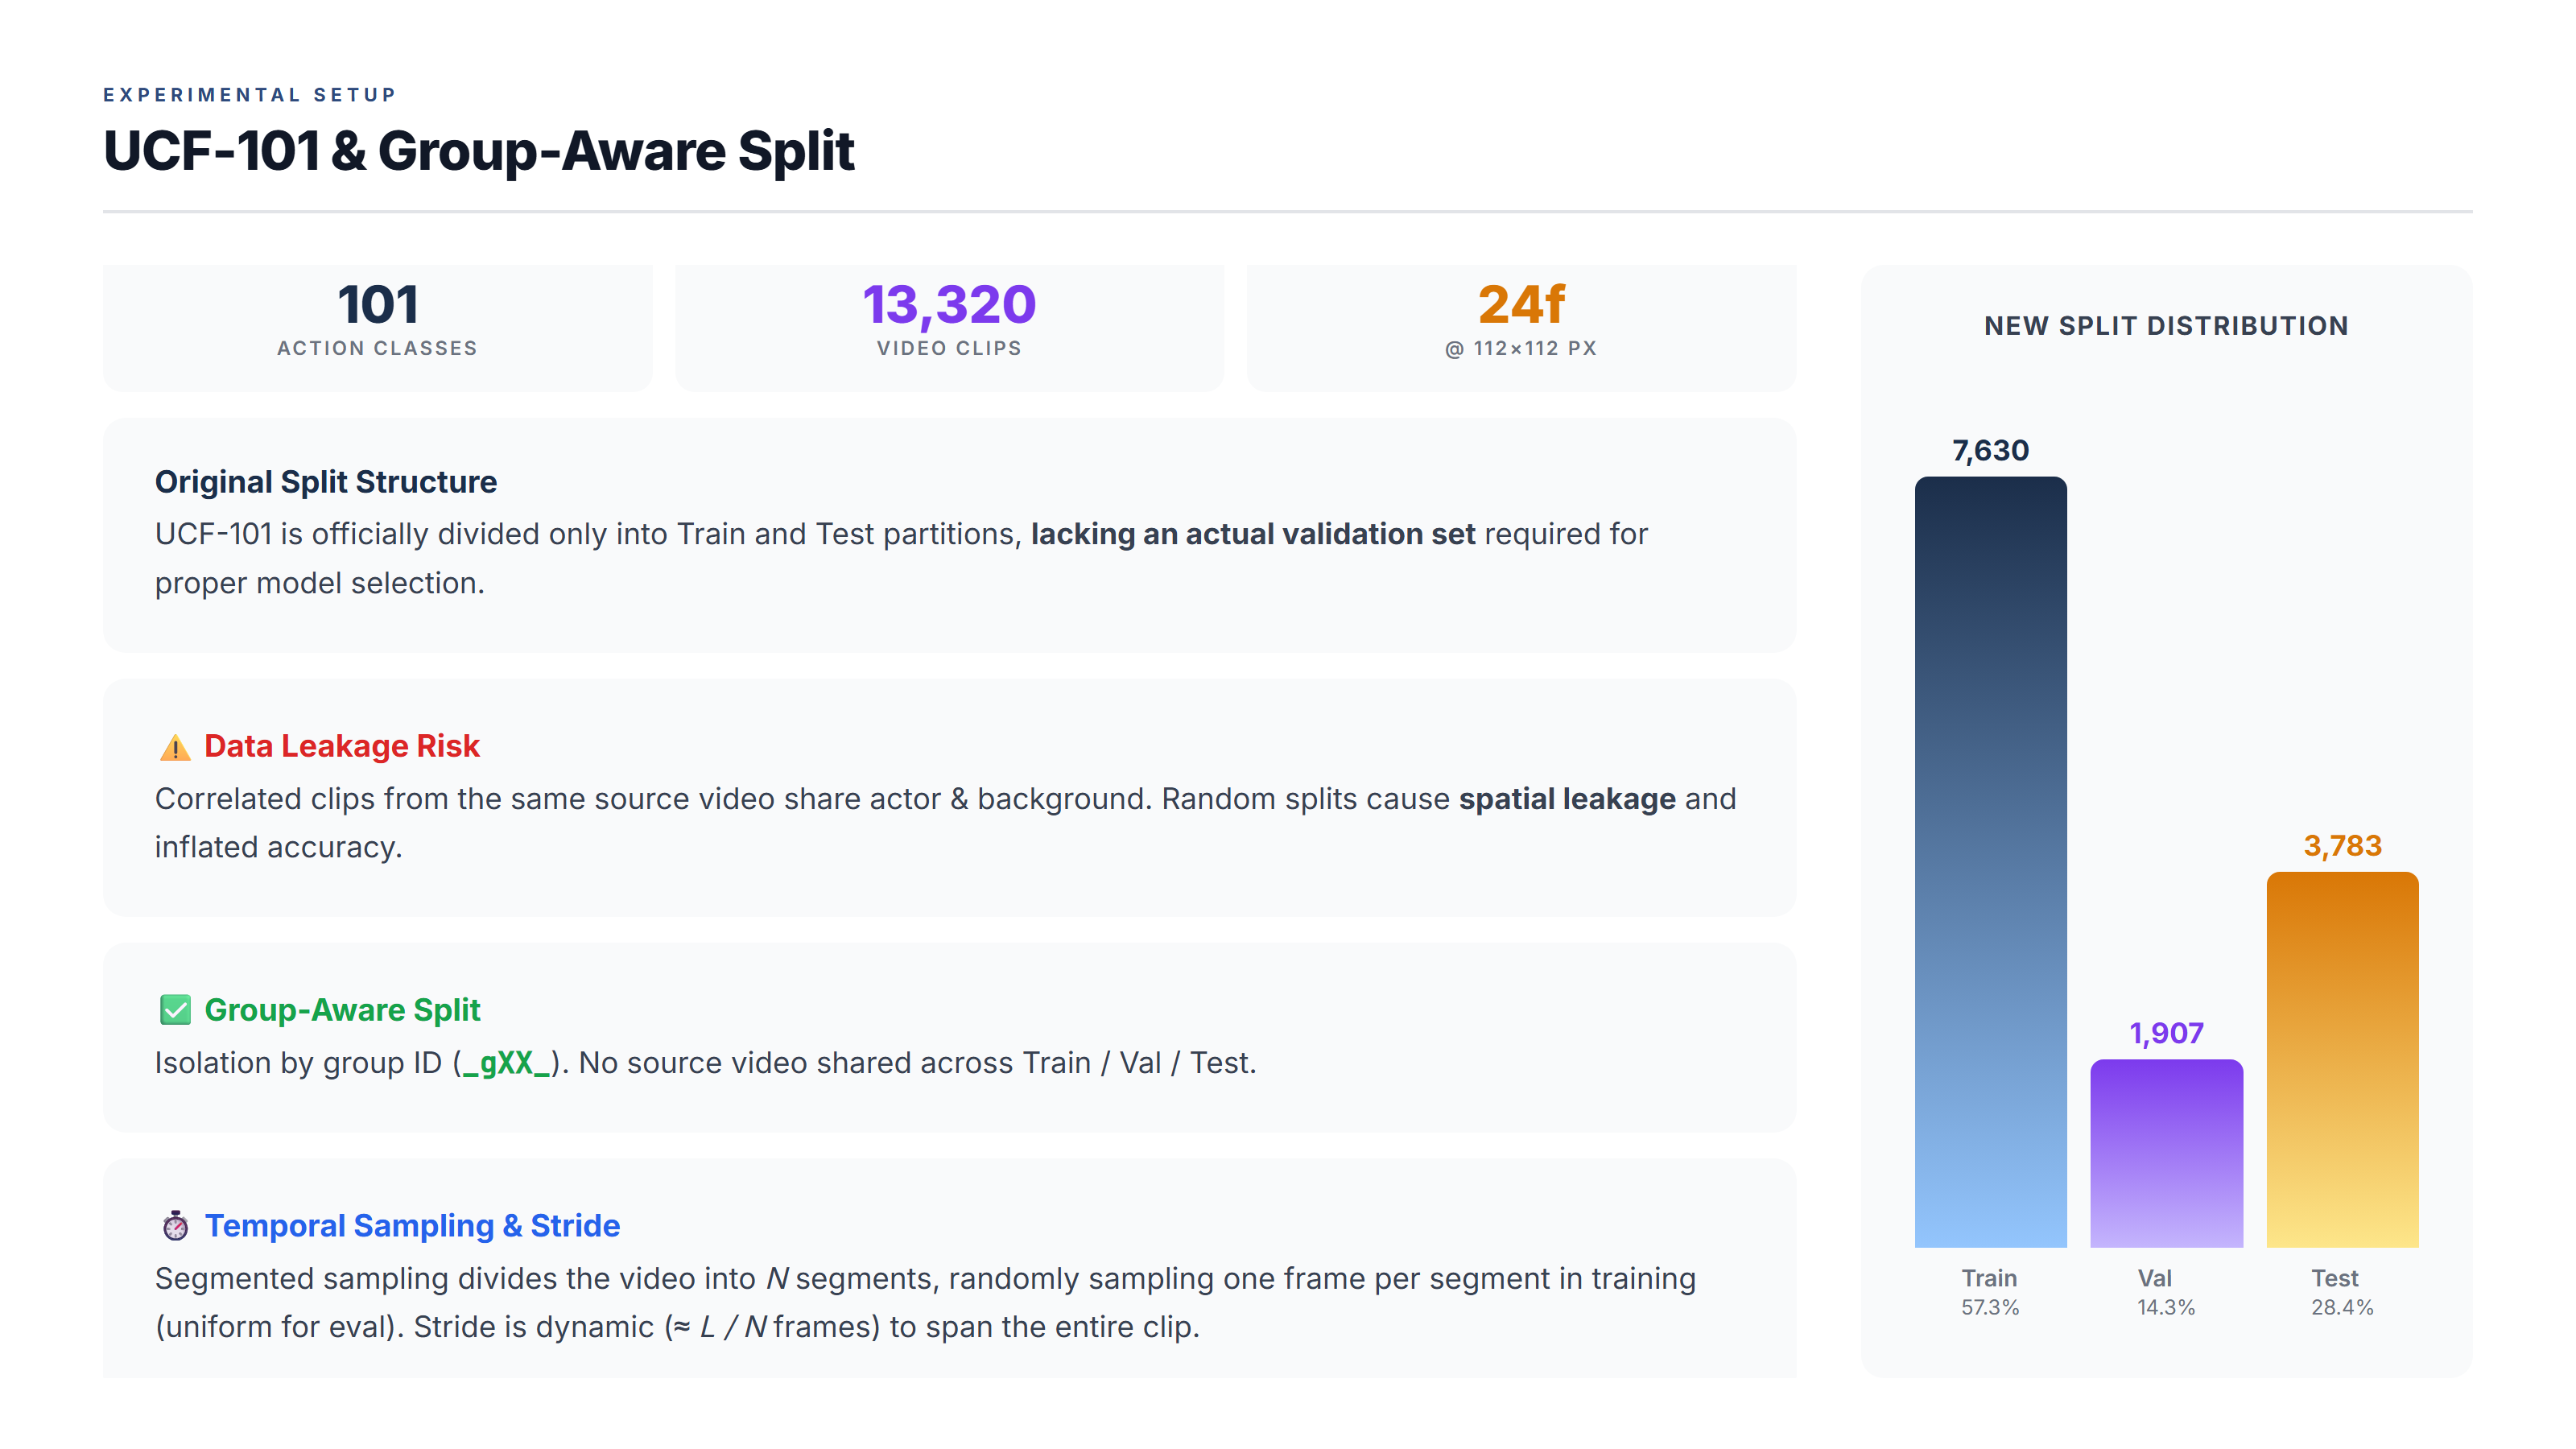 EXPERIMENTAL SETUP
UCF-101 & Group-Aware Split
101
ACTION CLASSES
13,320
VIDEO CLIPS
24f
@ 112×112 PX
Original Split Structure
UCF-101 is officially divided only into Train and Test partitions, lacking an actual validation set required for
proper model selection.
⚠️ Data Leakage Risk
Correlated clips from the same source video share actor & background. Random splits cause spatial leakage and
inflated accuracy.
✅ Group-Aware Split
Isolation by group ID (_gXX_). No source video shared across Train / Val / Test.
⏱️ Temporal Sampling & Stride
Segmented sampling divides the video into N segments, randomly sampling one frame per segment in training
(uniform for eval). Stride is dynamic (≈ L / N frames) to span the entire clip.
NEW SPLIT DISTRIBUTION
7,630
1,907
3,783
Train
57.3%
Val
14.3%
Test
28.4%